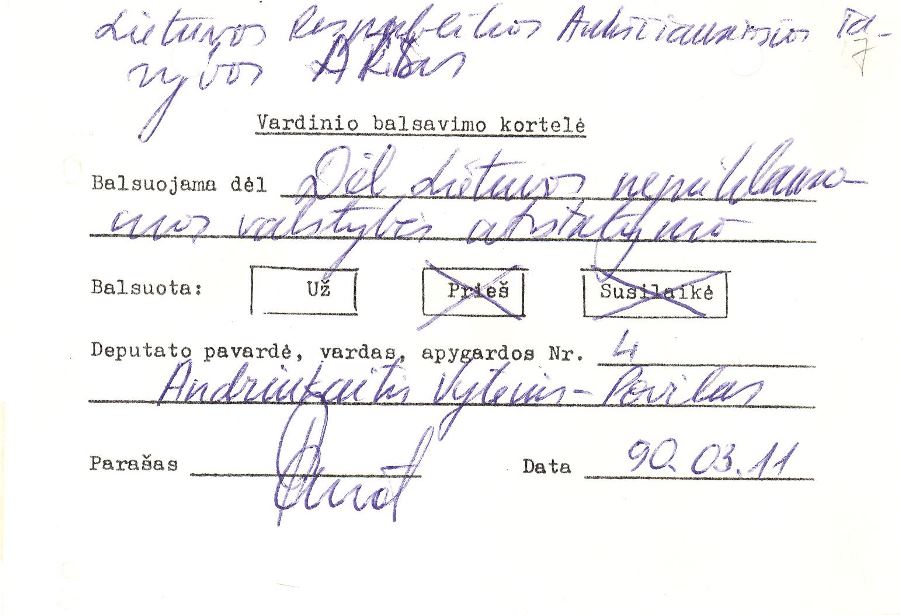 Lietuvos Respublikos Aukščiausiosios Ta-
rybos Aktas
7
Vardinio balsavimo kortelė
Balsuojama dėl Dėl Lietuvos nepriklauso-
mos valstybės atstatymo
Balsuota: Už Prieš Susilaikė
Deputato pavardė, vardas, apygardos Nr. 4
Andriukaitis Vytenis-Povilas
Parašas Data 90.03.11